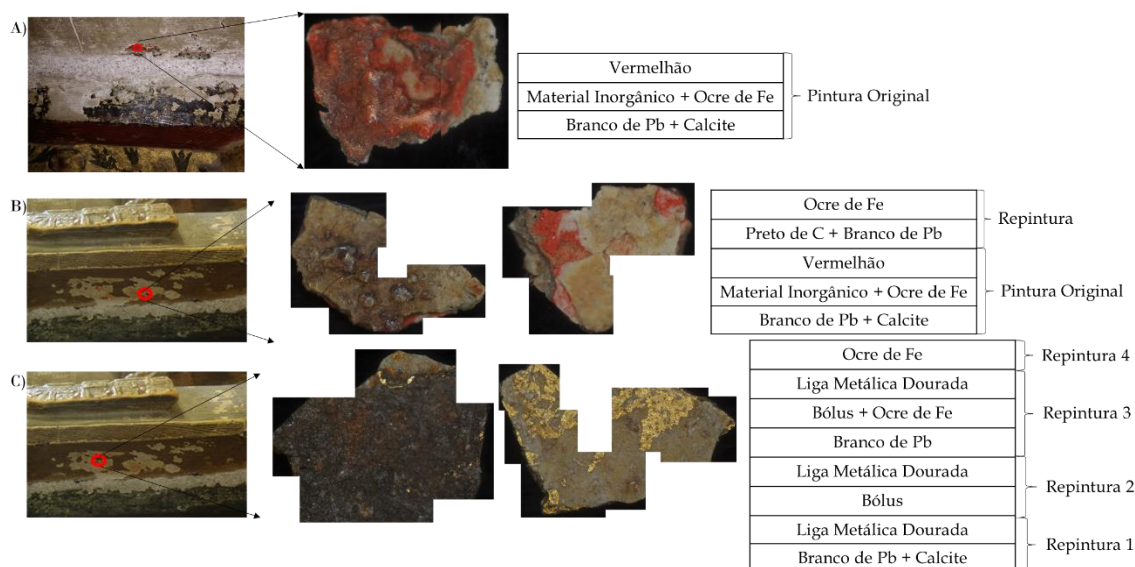 A)
Vermelhão
Material Inorgânico + Ocre de Fe
Branco de Pb + Calcite
Pintura Original
B)
Ocre de Fe
Preto de C + Branco de Pb
Repintura
Vermelhão
Material Inorgânico + Ocre de Fe
Branco de Pb + Calcite
Pintura Original
C)
Ocre de Fe
Repintura 4
Liga Metálica Dourada
Bólus + Ocre de Fe
Branco de Pb
Repintura 3
Liga Metálica Dourada
Bólus
Repintura 2
Liga Metálica Dourada
Branco de Pb + Calcite
Repintura 1